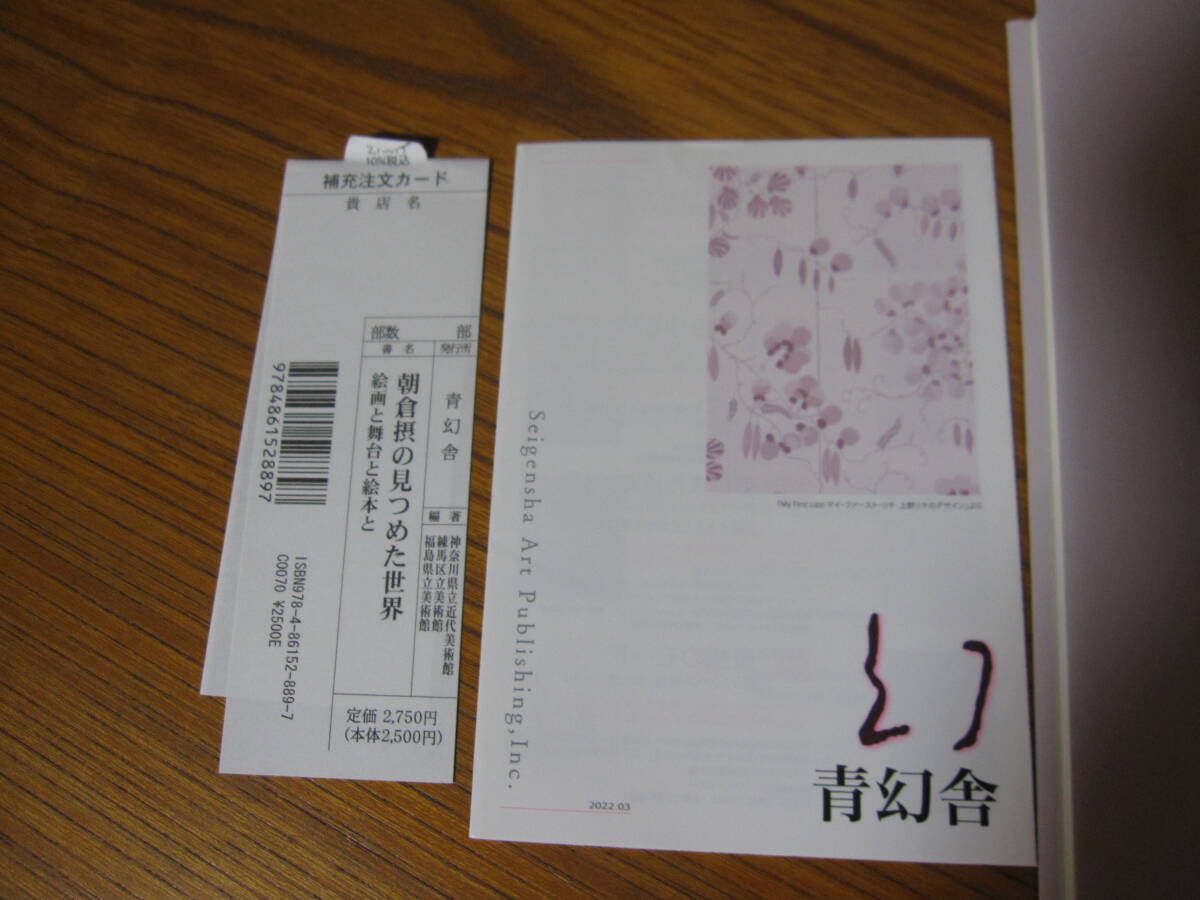 10%税込
補充注文カード
貴店名
部数 部
書名
発行所
青幻舎
朝倉摂の見つめた世界
絵画と舞台と絵本と
編著
神奈川県立近代美術館
練馬区立美術館
福島県立美術館
定価 2,750円
(本体2,500円)
9784861528897
ISBN978-4-86152-889-7
C0070 ¥2500E
Seigensha Art Publishing,Inc.
2022.03
幻
青幻舎